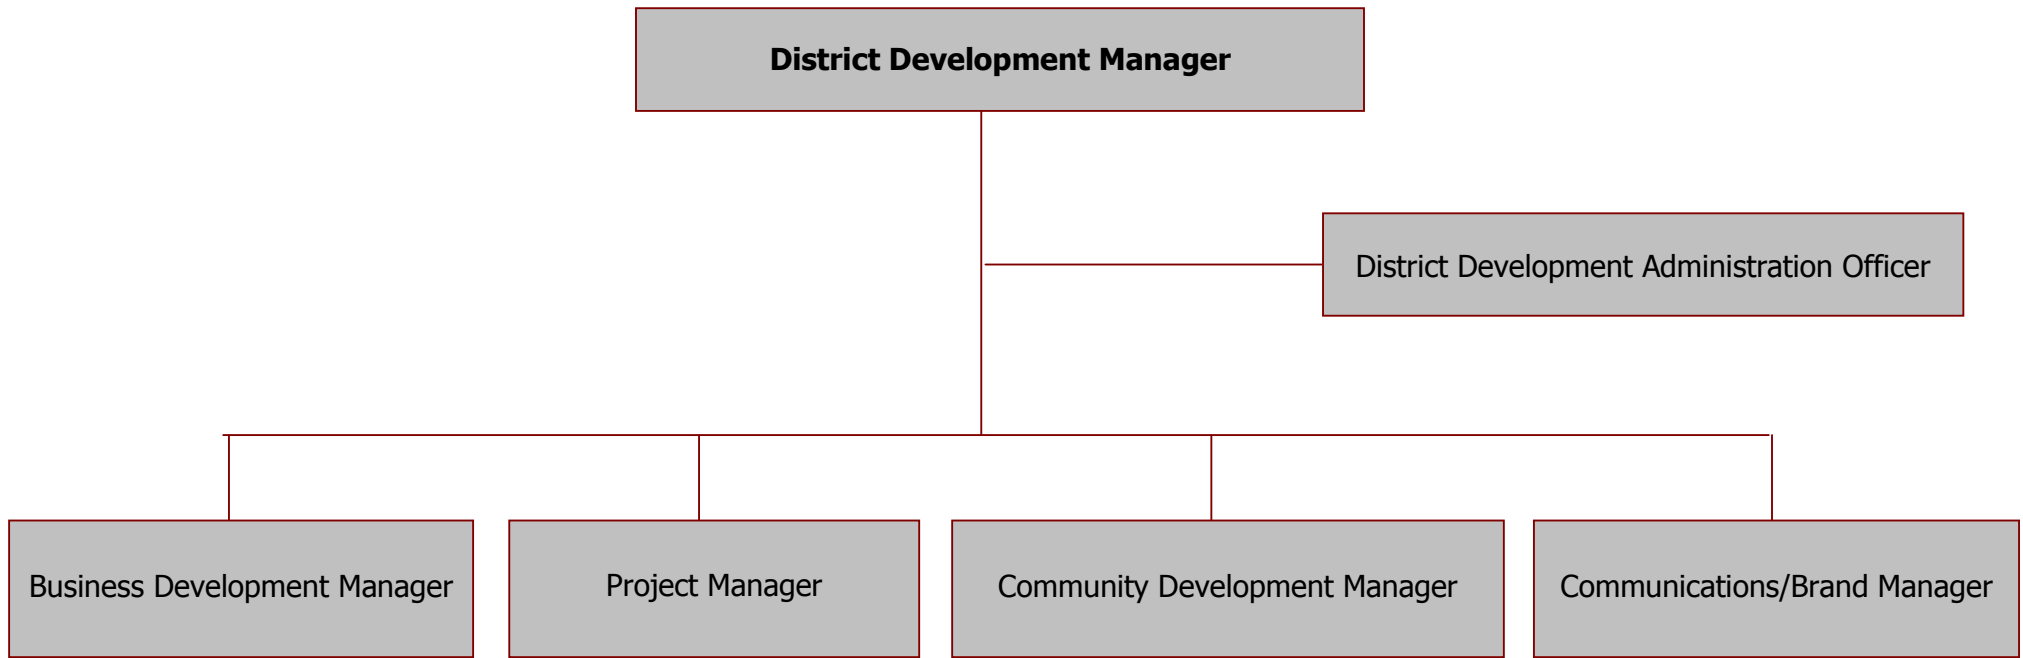 District Development Manager
District Development Administration Officer
Business Development Manager
Project Manager
Community Development Manager
Communications/Brand Manager